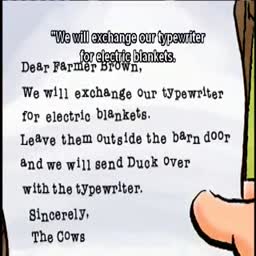 "We will exchange our typewriter
for electric blankets.
Dear Farmer Brown,
We will exchange our typewriter
for electric blankets.
Leave them outside the barn door
and we will send Duck over
with the typewriter.
Sincerely,
The Cows